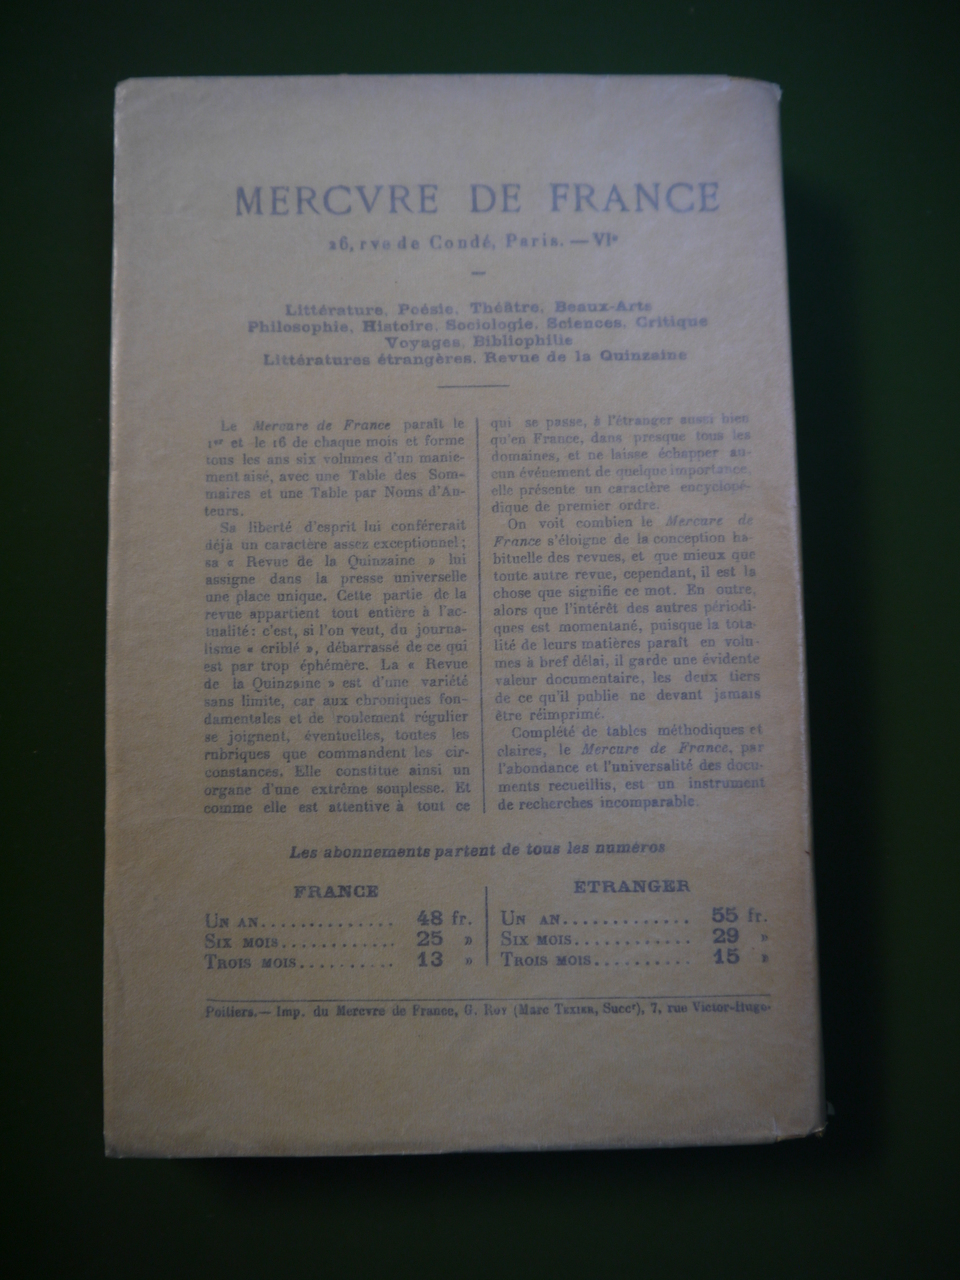 MERCVRE DE FRANCE
26, rve de Condé, Paris. — VIᵉ
Littérature, Poésie, Théâtre, Beaux-Arts
Philosophie, Histoire, Sociologie, Sciences, Critique
Voyages, Bibliophilie
Littératures étrangères, Revue de la Quinzaine
Le Mercure de France paraît le
1ᵉʳ et le 16 de chaque mois et forme
tous les ans six volumes d'un manie-
ment aisé, avec une Table des Som-
maires et une Table par Noms d'Au-
teurs.
Sa liberté d'esprit lui conférerait
déjà un caractère assez exceptionnel ;
sa « Revue de la Quinzaine » lui
assigne dans la presse universelle
une place unique. Cette partie de la
revue appartient tout entière à l'ac-
tualité : c'est, si l'on veut, du journa-
lisme « criblé », débarrassé de ce qui
est par trop éphémère. La « Revue
de la Quinzaine » est d'une variété
sans limite, car aux chroniques fon-
damentales et de roulement régulier
se joignent, éventuelles, toutes les
rubriques que commandent les cir-
constances. Elle constitue ainsi un
organe d'une extrême souplesse. Et
comme elle est attentive à tout ce
qui se passe, à l'étranger aussi bien
qu'en France, dans presque tous les
domaines, et ne laisse échapper au-
cun événement de quelque importance,
elle présente un caractère encyclopé-
dique de premier ordre.
On voit combien le Mercure de
France s'éloigne de la conception ha-
bituelle des revues, et que mieux que
toute autre revue, cependant, il est la
chose que signifie ce mot. En outre,
alors que l'intérêt des autres périodi-
ques est momentané, puisque la tota-
lité de leurs matières paraît en volu-
mes à bref délai, il garde une évidente
valeur documentaire, les deux tiers
de ce qu'il publie ne devant jamais
être réimprimé.
Complété de tables méthodiques et
claires, le Mercure de France, par
l'abondance et l'universalité des docu-
ments recueillis, est un instrument
de recherches incomparable.
Les abonnements partent de tous les numéros
FRANCE
Un an.............. 48 fr.
Six mois............ 25 »
Trois mois.......... 13 »
ÉTRANGER
Un an............. 55 fr.
Six mois............ 29 »
Trois mois.......... 15 »
Poitiers. — Imp. du Mercvre de France, G. Roy (Marc Texier, Succʳ), 7, rue Victor-Hugo.